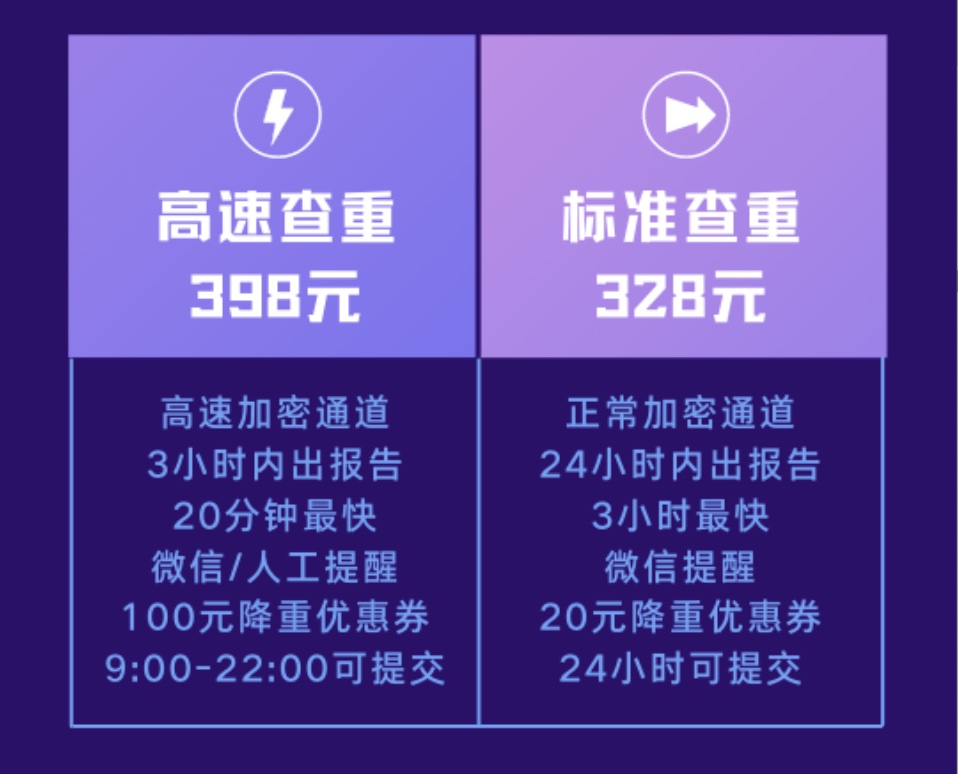 高速查重
398元
高速加密通道
3小时内出报告
20分钟最快
微信/人工提醒
100元降重优惠券
9:00-22:00可提交
标准查重
328元
正常加密通道
24小时内出报告
3小时最快
微信提醒
20元降重优惠券
24小时可提交